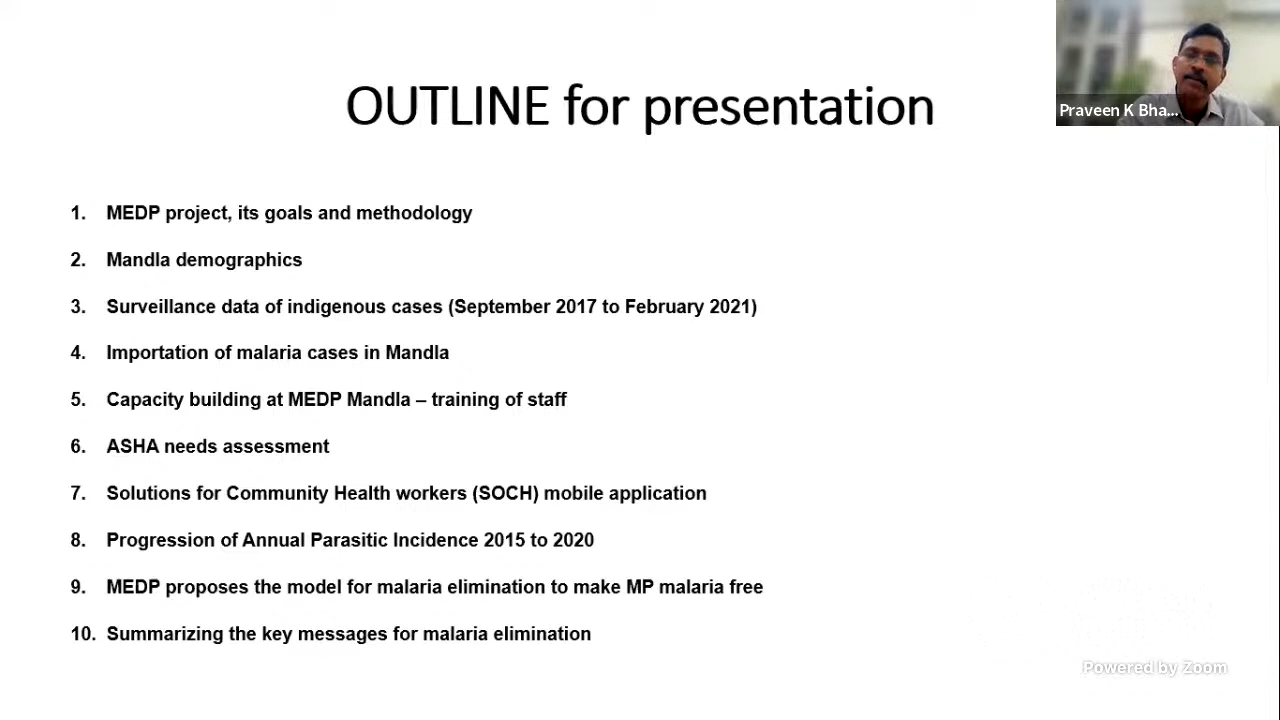 OUTLINE for presentation
Praveen K Bha...
1. MEDP project, its goals and methodology
2. Mandla demographics
3. Surveillance data of indigenous cases (September 2017 to February 2021)
4. Importation of malaria cases in Mandla
5. Capacity building at MEDP Mandla – training of staff
6. ASHA needs assessment
7. Solutions for Community Health workers (SOCH) mobile application
8. Progression of Annual Parasitic Incidence 2015 to 2020
9. MEDP proposes the model for malaria elimination to make MP malaria free
10. Summarizing the key messages for malaria elimination
Powered by Zoom